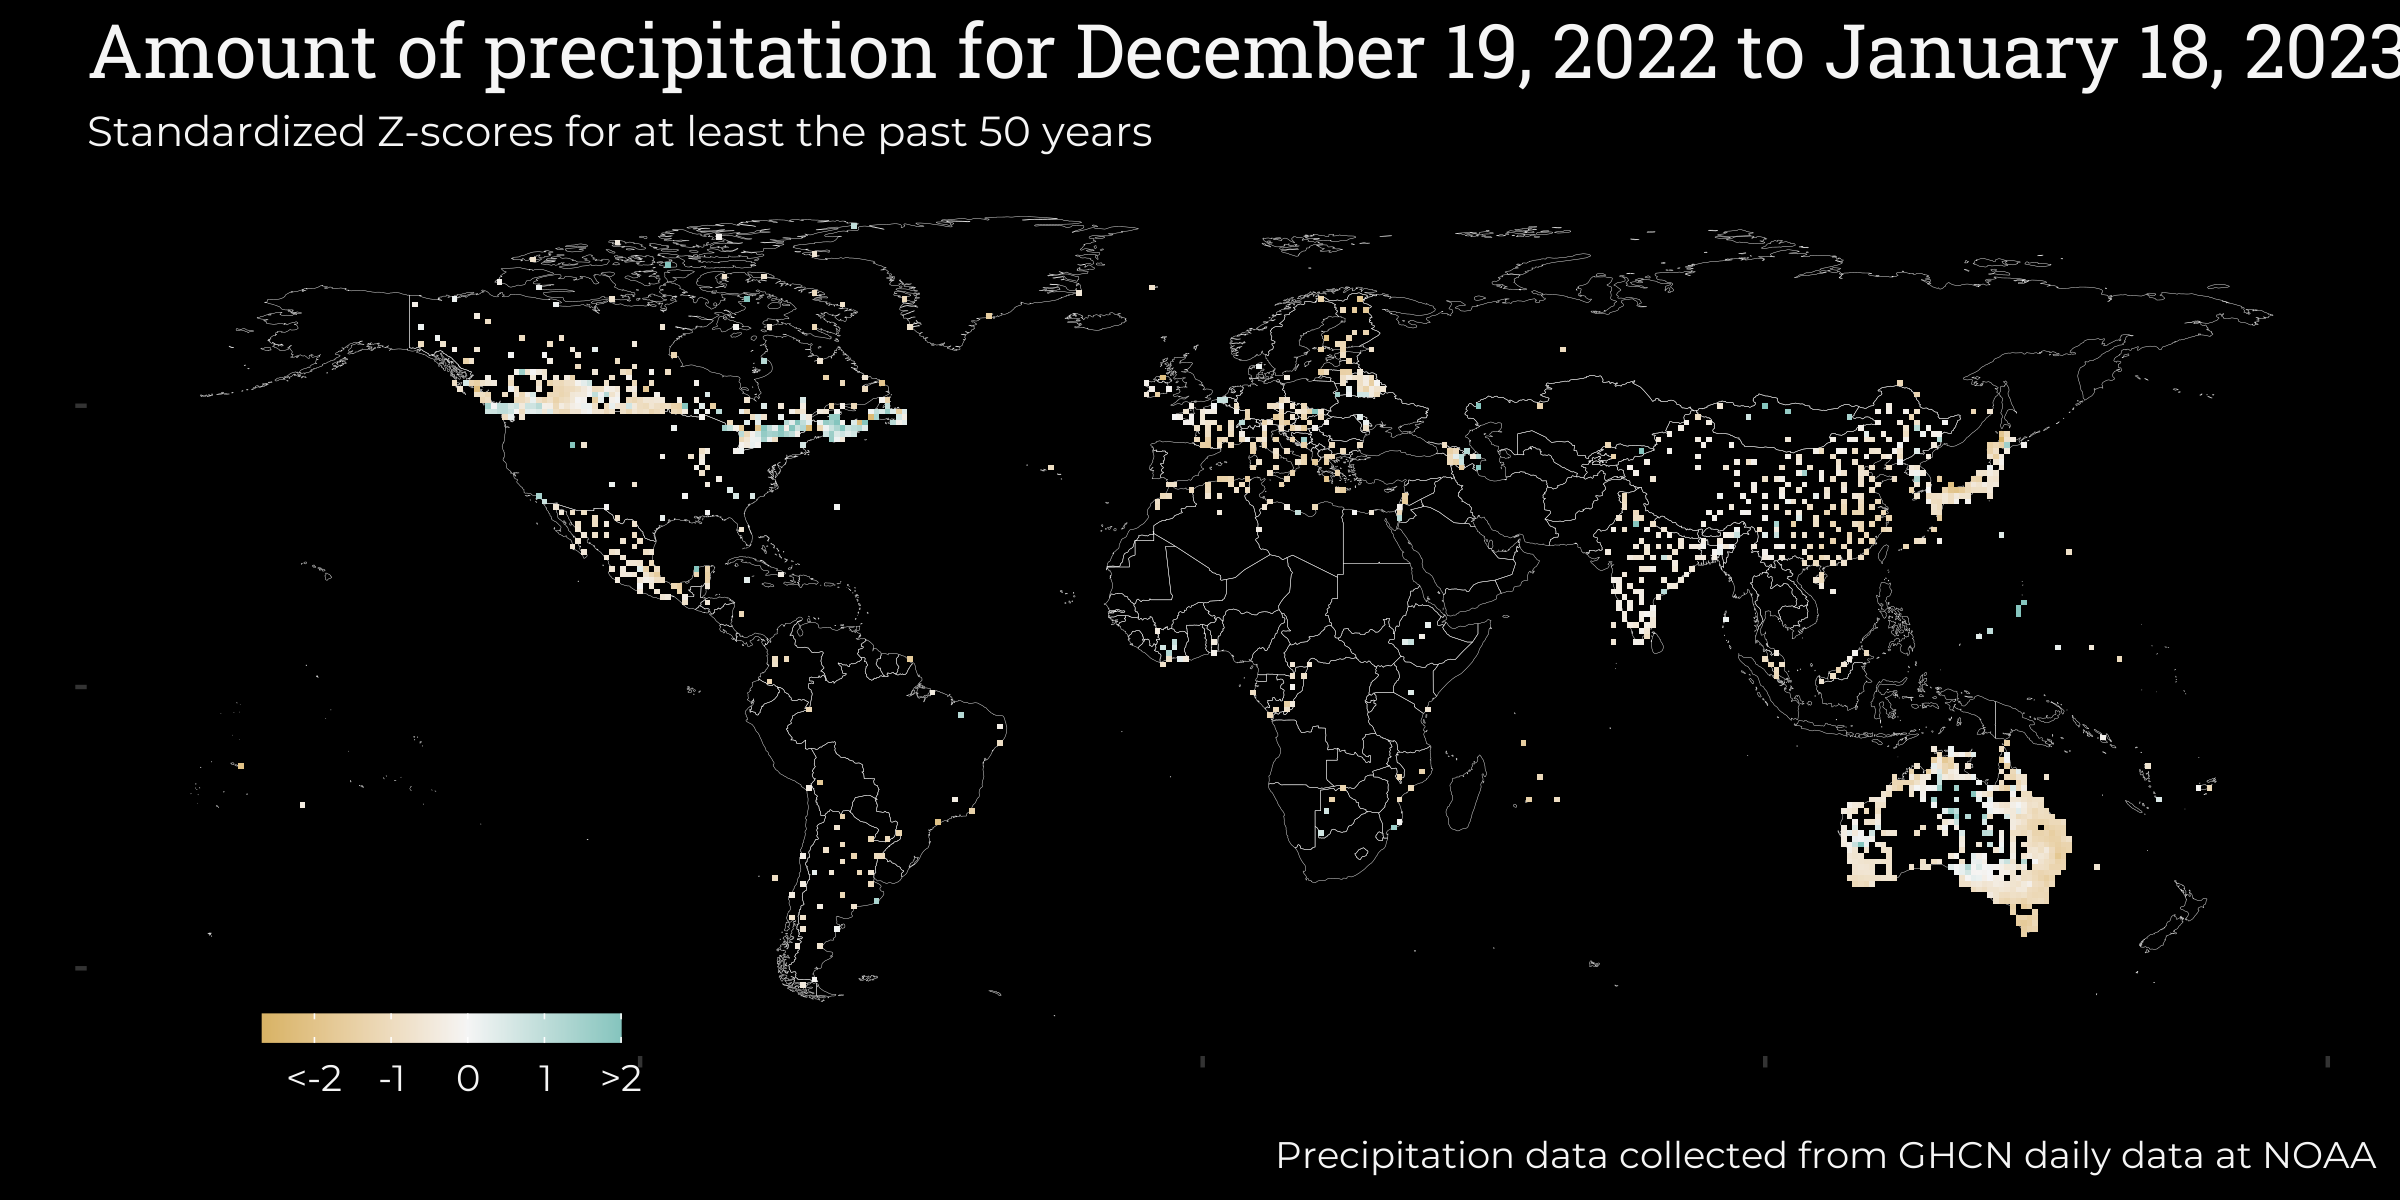 Amount of precipitation for December 19, 2022 to January 18, 2023
Standardized Z-scores for at least the past 50 years
<-2 -1 0 1 >2
Precipitation data collected from GHCN daily data at NOAA